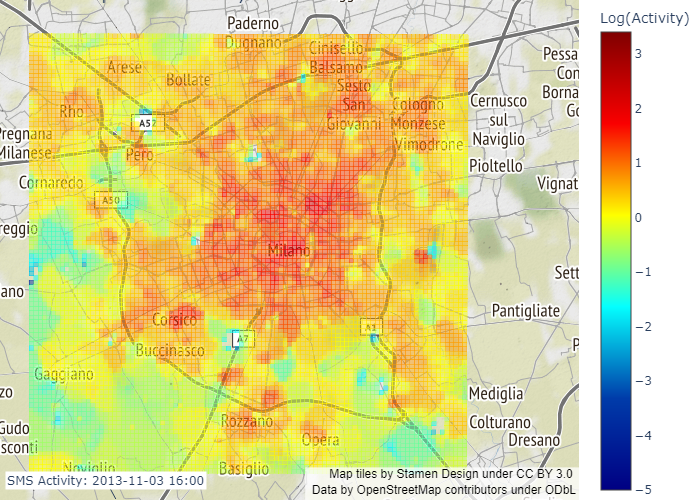 Paderno
Dugnano
Cinisello
Balsamo
Arese
Bollate
Sesto
San
Giovanni
Rho
Cologno
Monzese
Cernusco
sul
Naviglio
Pessa
Con
Borna
Go
A52
Pregnana
Milanese
Pero
Vimodrone
Pioltello
Cornaredo
Vignat
A50
reggio
Milano
Sett
ano
Pantigliate
Corsico
A1
A7
Buccinasco
P
Gaggiano
zo
Mediglia
Rozzano
Colturano
Gudo
Dresano
sconti
Opera
Noviglio
Basiglio
SMS Activity: 2013-11-03 16:00
Map tiles by Stamen Design under CC BY 3.0
Data by OpenStreetMap contributors under ODbL
Log(Activity)
3
2
1
0
−1
−2
−3
−4
−5